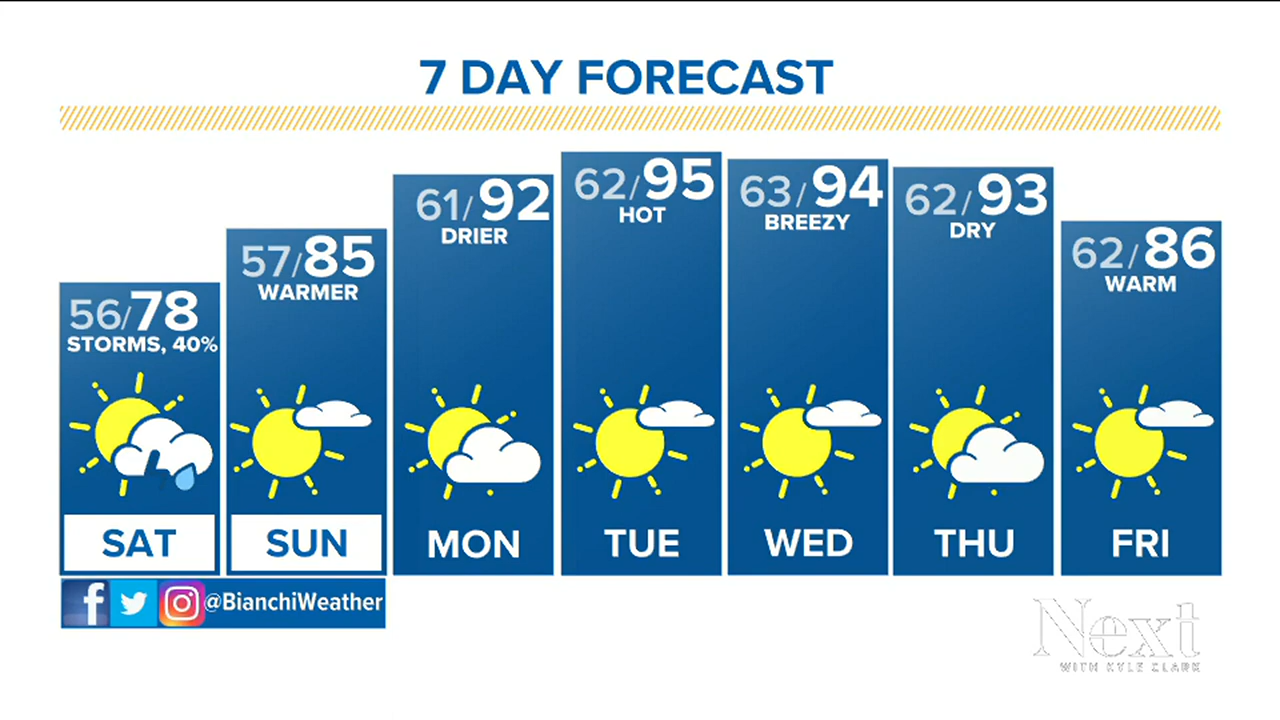 7 DAY FORECAST
56/78
STORMS, 40%
SAT
57/85
WARMER
SUN
61/92
DRIER
MON
62/95
HOT
TUE
63/94
BREEZY
WED
62/93
DRY
THU
62/86
WARM
FRI
@BianchiWeather
Next
WITH KYLE CLARK